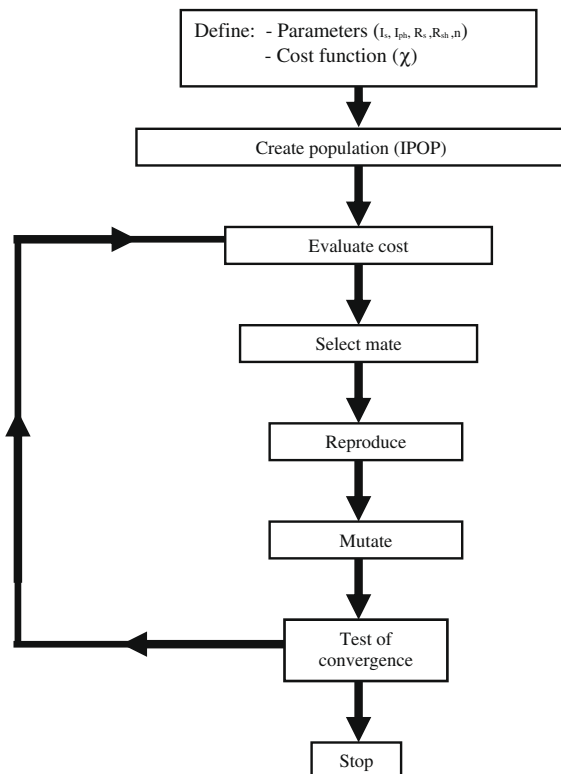 Define: - Parameters (Is, Iph, Rs ,Rsh ,n)
- Cost function (χ)
Create population (IPOP)
Evaluate cost
Select mate
Reproduce
Mutate
Test of
convergence
Stop